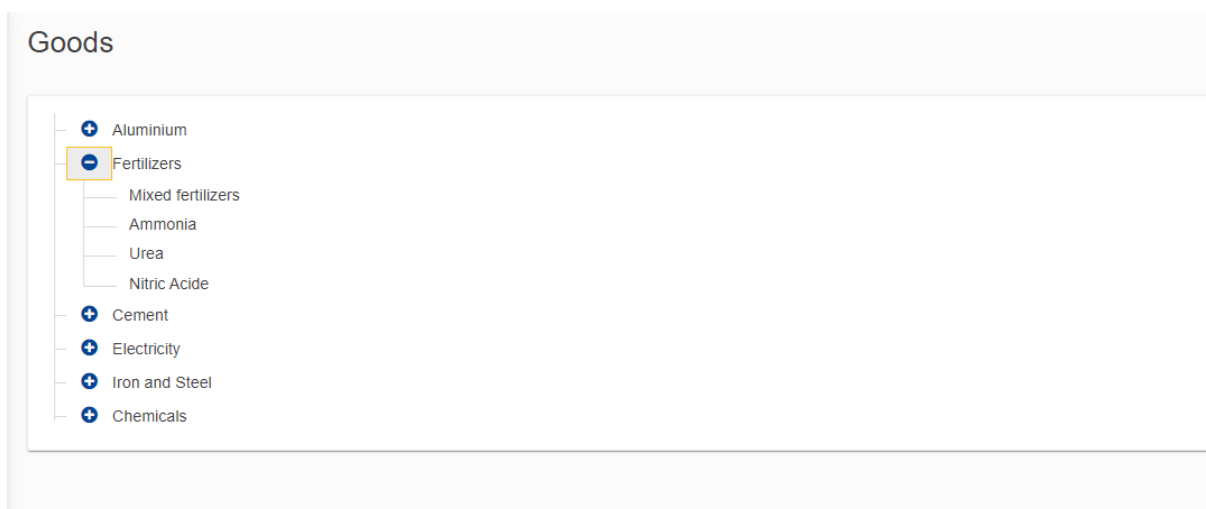 Goods
Aluminium
Fertilizers
Mixed fertilizers
Ammonia
Urea
Nitric Acide
Cement
Electricity
Iron and Steel
Chemicals